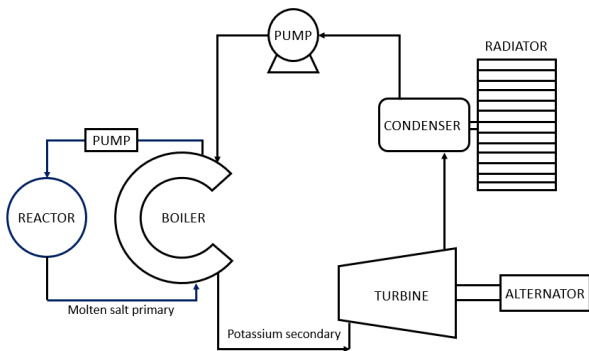 PUMP
RADIATOR
CONDENSER
PUMP
REACTOR
BOILER
TURBINE
ALTERNATOR
Molten salt primary
Potassium secondary